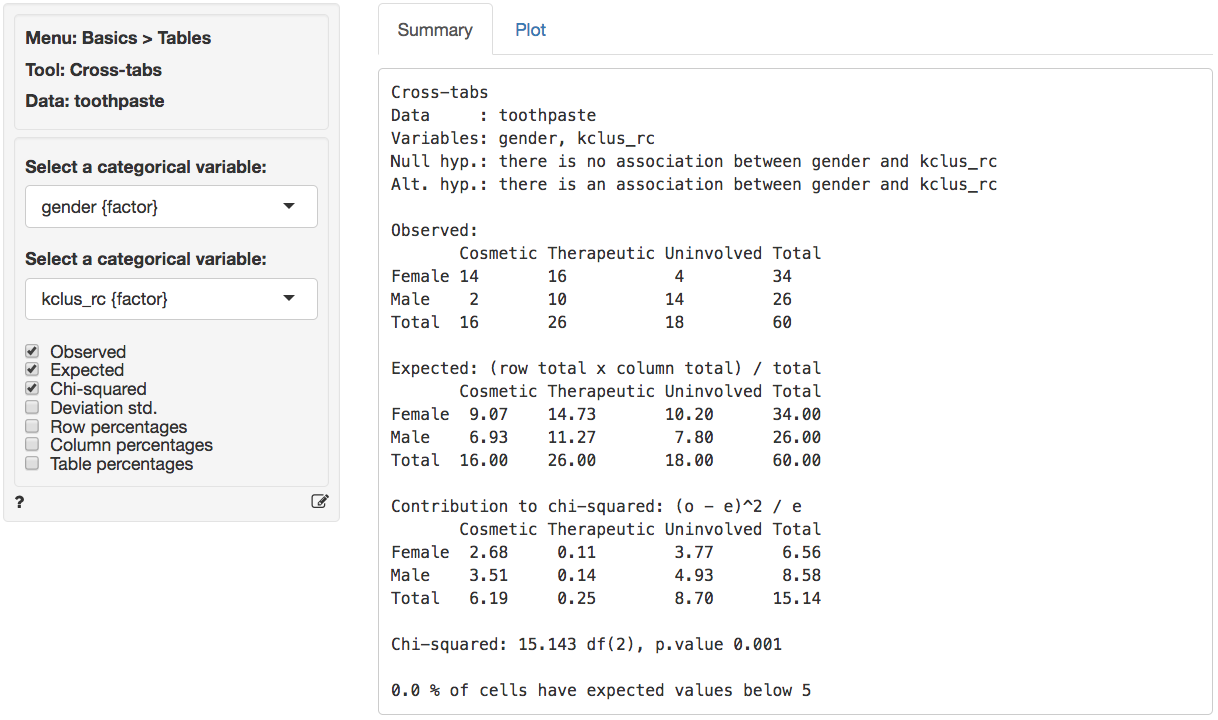 Menu: Basics > Tables
Tool: Cross-tabs
Data: toothpaste
Select a categorical variable:
gender {factor}
Select a categorical variable:
kclus_rc {factor}
Observed
Expected
Chi-squared
Deviation std.
Row percentages
Column percentages
Table percentages
?
Summary Plot
Cross-tabs
Data     : toothpaste
Variables: gender, kclus_rc
Null hyp.: there is no association between gender and kclus_rc
Alt. hyp.: there is an association between gender and kclus_rc
Observed:
       Cosmetic Therapeutic Uninvolved Total
Female 14       16           4         34
Male    2       10          14         26
Total  16       26          18         60
Expected: (row total x column total) / total
       Cosmetic Therapeutic Uninvolved Total
Female  9.07    14.73       10.20      34.00
Male    6.93    11.27        7.80      26.00
Total  16.00    26.00       18.00      60.00
Contribution to chi-squared: (o - e)^2 / e
       Cosmetic Therapeutic Uninvolved Total
Female  2.68     0.11        3.77       6.56
Male    3.51     0.14        4.93       8.58
Total   6.19     0.25        8.70      15.14
Chi-squared: 15.143 df(2), p.value 0.001
0.0 % of cells have expected values below 5